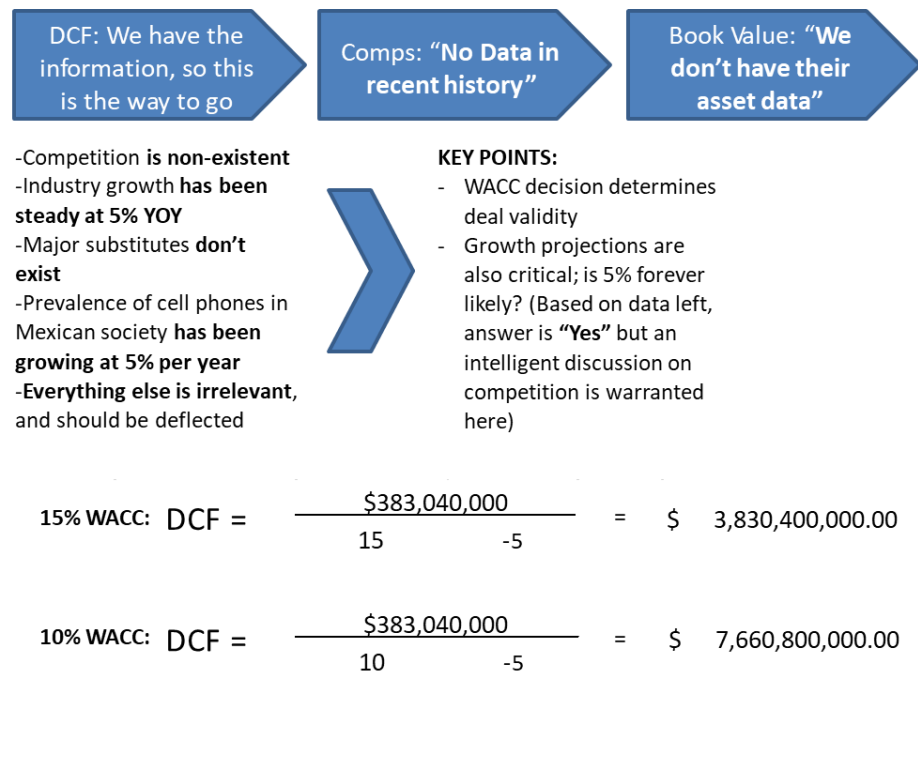 DCF: We have the
information, so this
is the way to go
Comps: “No Data in
recent history”
Book Value: “We
don’t have their
asset data”
-Competition is non-existent
-Industry growth has been
steady at 5% YOY
-Major substitutes don’t
exist
-Prevalence of cell phones in
Mexican society has been
growing at 5% per year
-Everything else is irrelevant,
and should be deflected
KEY POINTS:
- WACC decision determines
deal validity
- Growth projections are
also critical; is 5% forever
likely? (Based on data left,
answer is “Yes” but an
intelligent discussion on
competition is warranted
here)
15% WACC: DCF = $383,040,000 = $ 3,830,400,000.00
15 -5
10% WACC: DCF = $383,040,000 = $ 7,660,800,000.00
10 -5